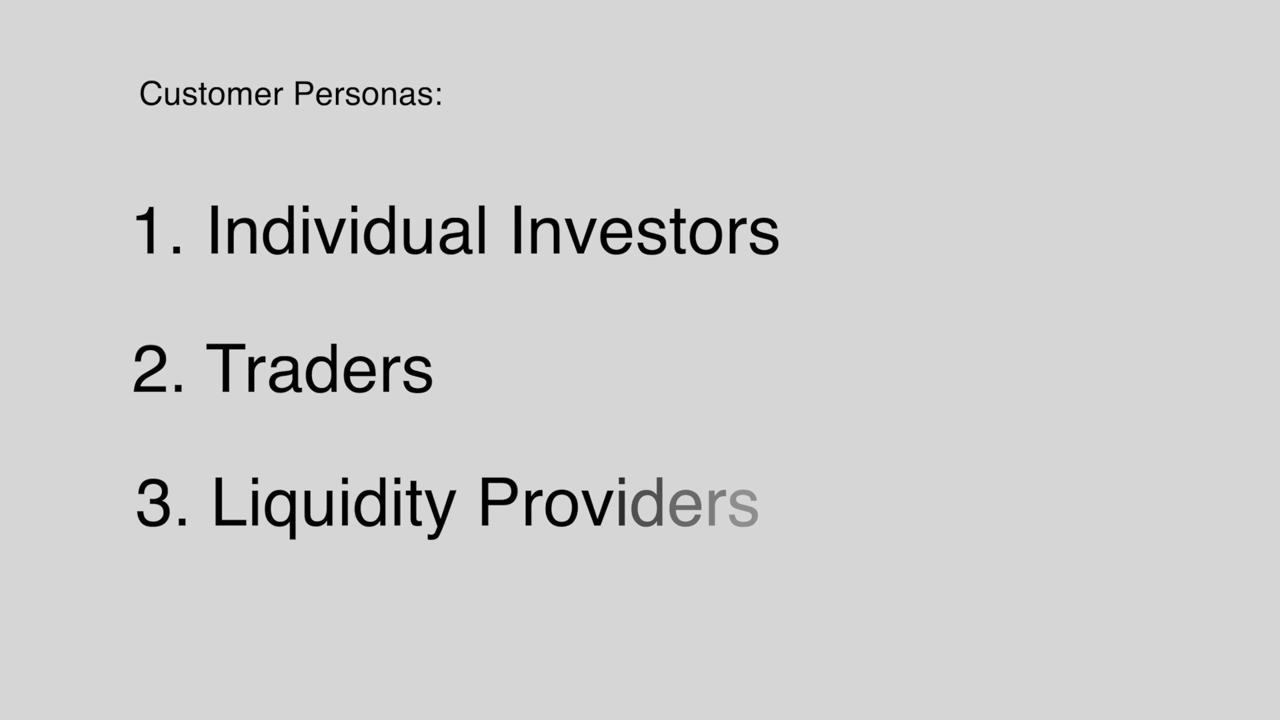 Customer Personas:
1. Individual Investors
2. Traders
3. Liquidity Providers